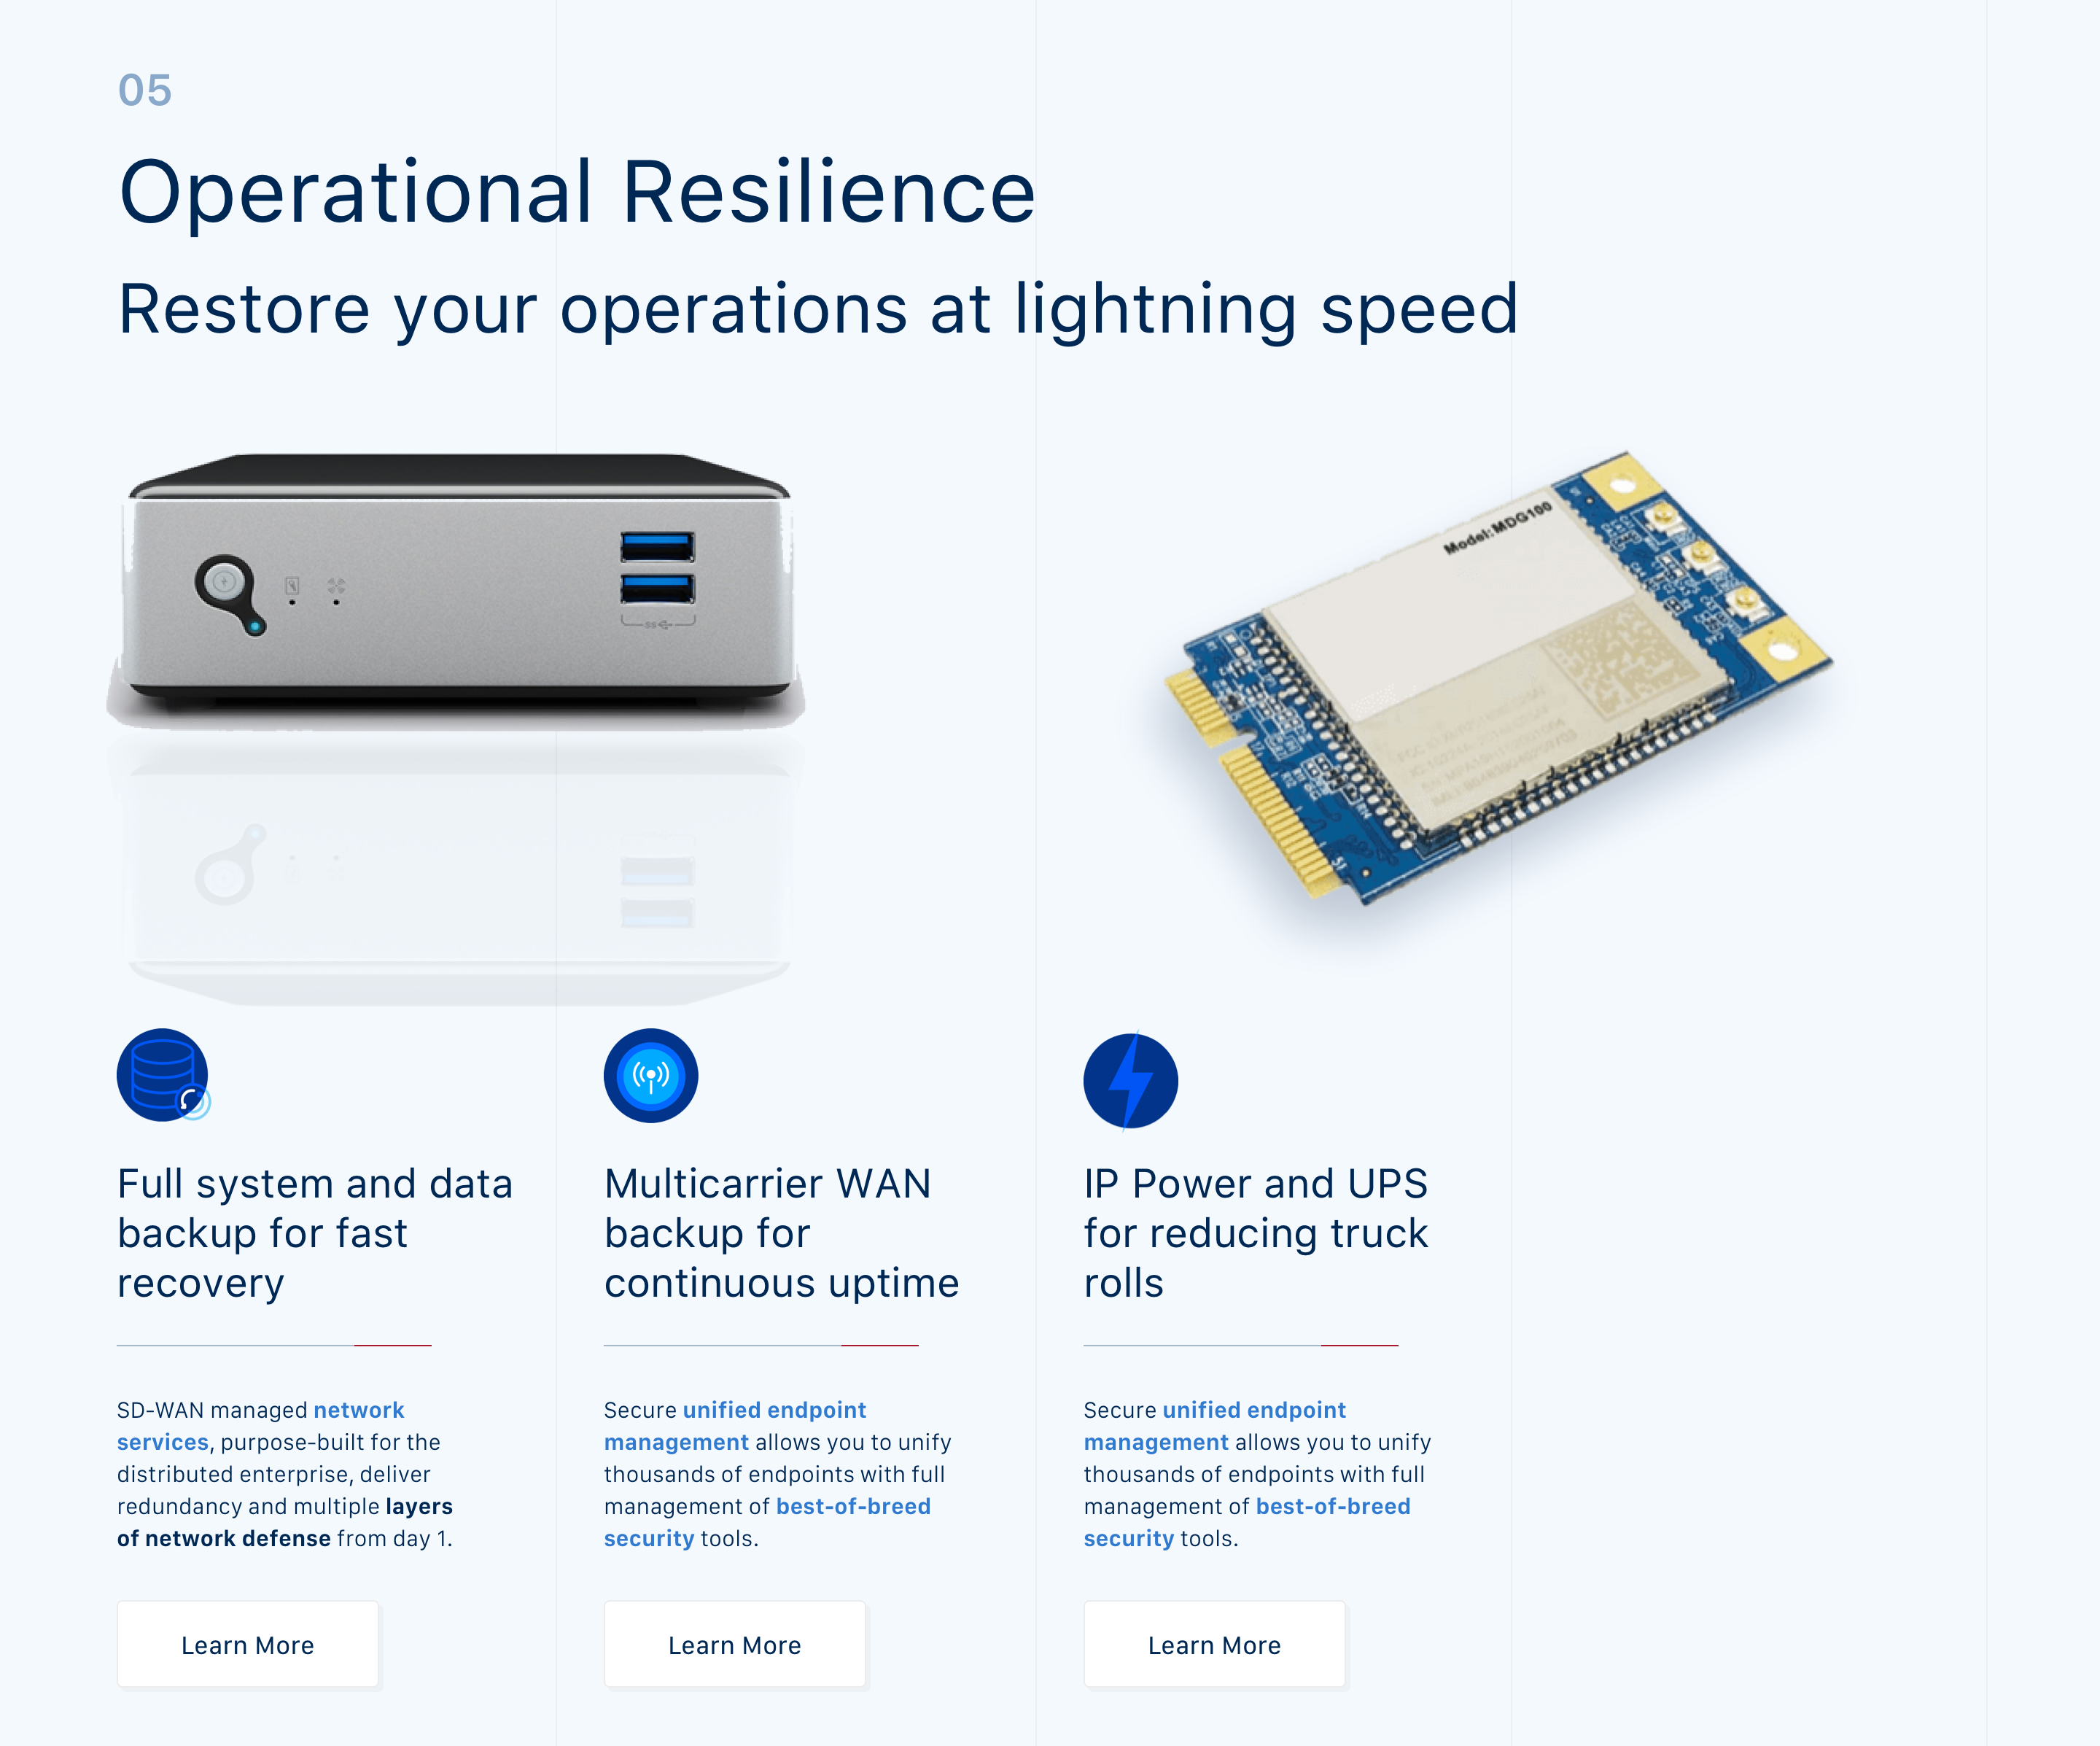 05
Operational Resilience
Restore your operations at lightning speed
Model:MDG100
SS
Full system and data
backup for fast
recovery
Multicarrier WAN
backup for
continuous uptime
IP Power and UPS
for reducing truck
rolls
SD-WAN managed network
services, purpose-built for the
distributed enterprise, deliver
redundancy and multiple layers
of network defense from day 1.
Secure unified endpoint
management allows you to unify
thousands of endpoints with full
management of best-of-breed
security tools.
Secure unified endpoint
management allows you to unify
thousands of endpoints with full
management of best-of-breed
security tools.
Learn More
Learn More
Learn More